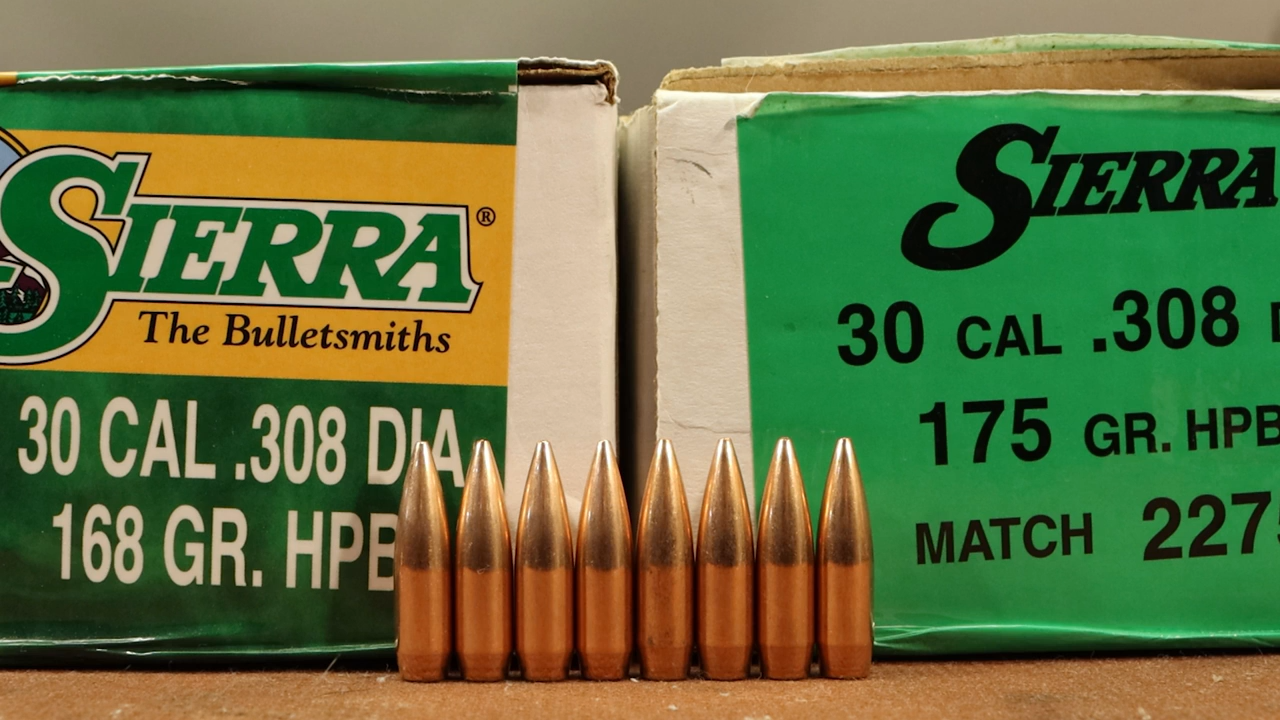 SIERRA®
The Bulletsmiths
30 CAL .308 DIA
168 GR. HPB
SIERRA
30 CAL .308
175 GR. HPB
MATCH 227